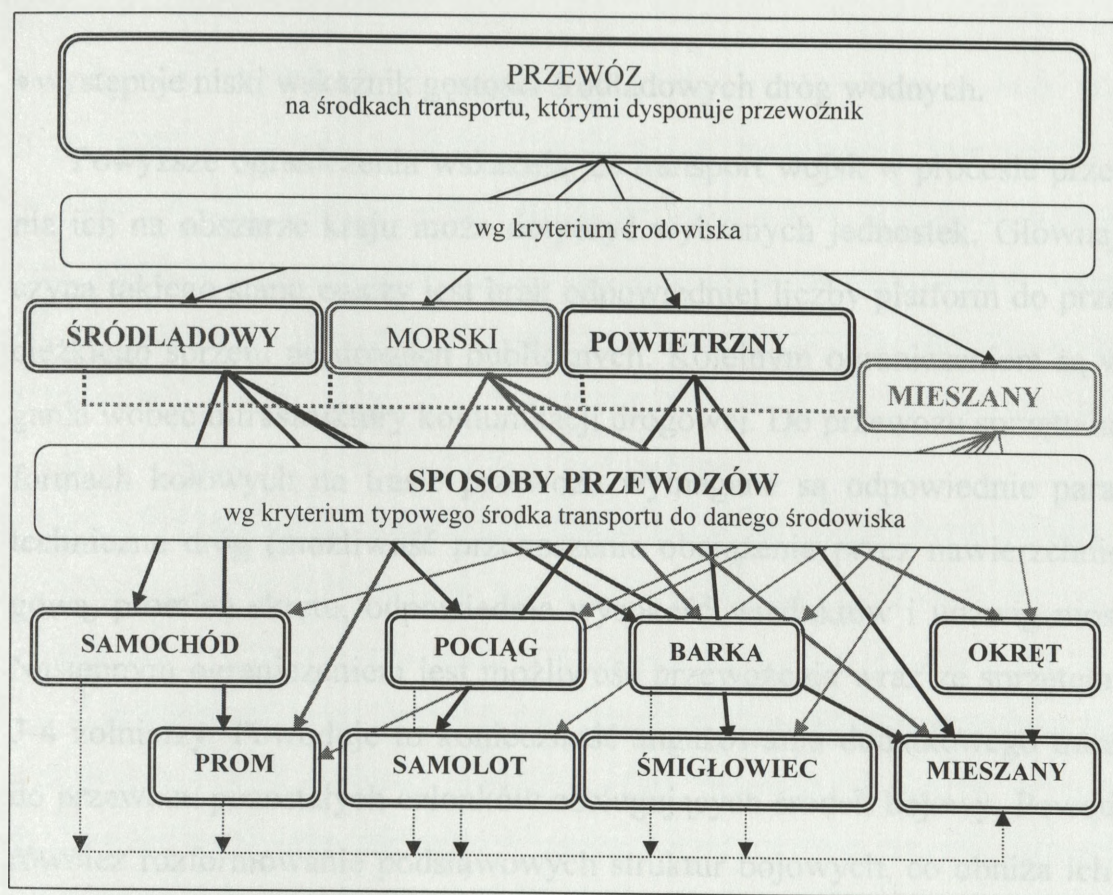 PRZEWÓZ
na środkach transportu, którymi dysponuje przewoźnik
wg kryterium środowiska
ŚRÓDLĄDOWY
MORSKI
POWIETRZNY
MIESZANY
SPOSOBY PRZEWOZÓW
wg kryterium typowego środka transportu do danego środowiska
SAMOCHÓD
POCIĄG
BARKA
OKRĘT
PROM
SAMOLOT
ŚMIGŁOWIEC
MIESZANY